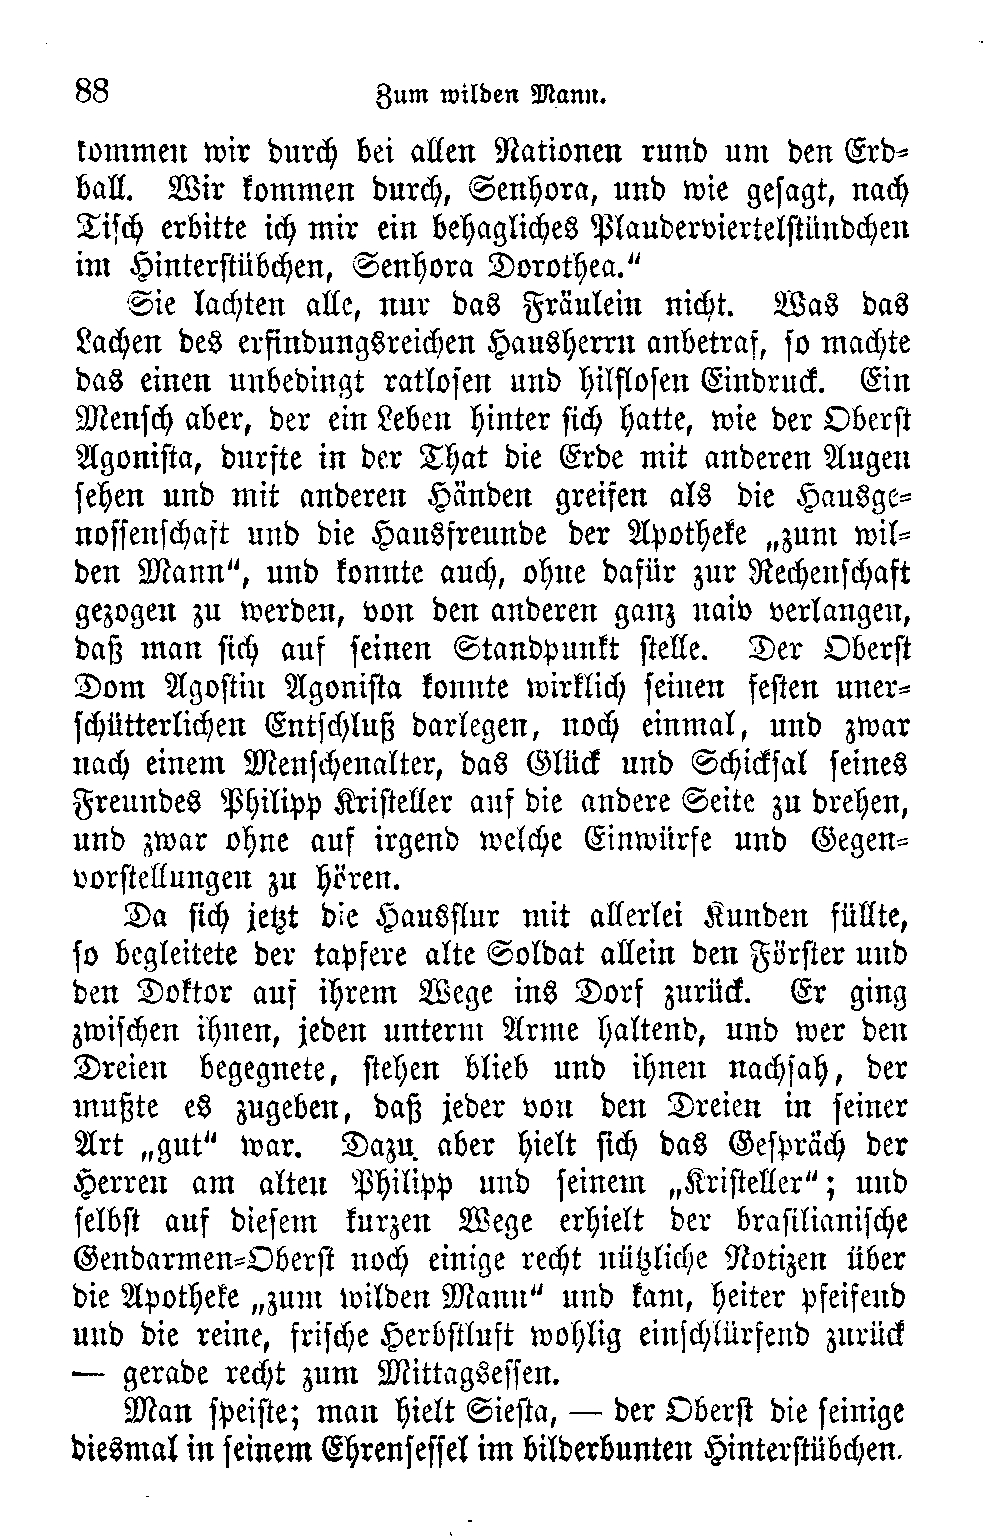 88 Zum wilden Mann.
kommen wir durch bei allen Nationen rund um den Erd-
ball. Wir kommen durch, Senhora, und wie gesagt, nach
Tisch erbitte ich mir ein behagliches Plauderviertelstündchen
im Hinterstübchen, Senhora Dorothea.“
Sie lachten alle, nur das Fräulein nicht. Was das
Lachen des erfindungsreichen Hausherrn anbetraf, so machte
das einen unbedingt ratlosen und hilflosen Eindruck. Ein
Mensch aber, der ein Leben hinter sich hatte, wie der Oberst
Agonista, durfte in der That die Erde mit anderen Augen
sehen und mit anderen Händen greifen als die Hausge-
nossenschaft und die Hausfreunde der Apotheke „zum wil-
den Mann“, und konnte auch, ohne dafür zur Rechenschaft
gezogen zu werden, von den anderen ganz naiv verlangen,
daß man sich auf seinen Standpunkt stelle. Der Oberst
Dom Agostin Agonista konnte wirklich seinen festen uner-
schütterlichen Entschluß darlegen, noch einmal, und zwar
nach einem Menschenalter, das Glück und Schicksal seines
Freundes Philipp Kristeller auf die andere Seite zu drehen,
und zwar ohne auf irgend welche Einwürfe und Gegen-
vorstellungen zu hören.
Da sich jetzt die Hausflur mit allerlei Kunden füllte,
so begleitete der tapfere alte Soldat allein den Förster und
den Doktor auf ihrem Wege ins Dorf zurück. Er ging
zwischen ihnen, jeden unterm Arme haltend, und wer den
Dreien begegnete, stehen blieb und ihnen nachsah, der
mußte es zugeben, daß jeder von den Dreien in seiner
Art „gut“ war. Dazu aber hielt sich das Gespräch der
Herren am alten Philipp und seinem „Kristeller“; und
selbst auf diesem kurzen Wege erhielt der brasilianische
Gendarmen-Oberst noch einige recht nützliche Notizen über
die Apotheke „zum wilden Mann“ und kam, heiter pfeifend
und die reine, frische Herbstluft wohlig einschlürfend zurück
— gerade recht zum Mittagsessen.
Man speiste; man hielt Siesta, — der Oberst die seinige
diesmal in seinem Ehrensessel im bilderbunten Hinterstübchen.